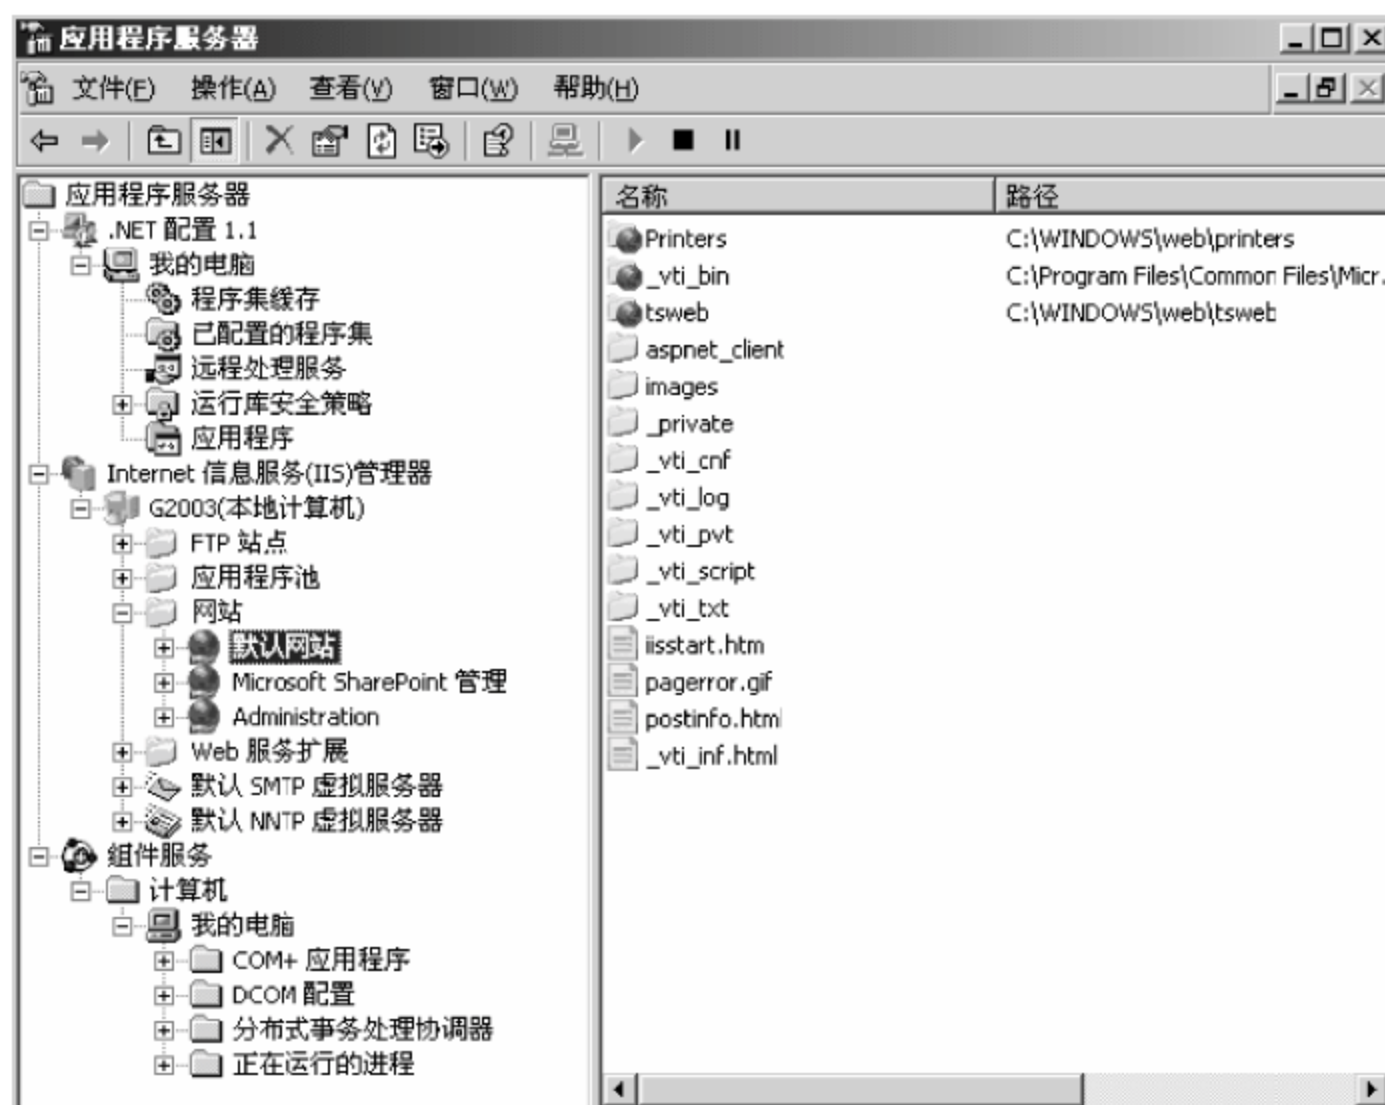 应用程序服务器
文件(F) 操作(A) 查看(V) 窗口(W) 帮助(H)
应用程序服务器
.NET 配置 1.1
我的电脑
程序集缓存
已配置的程序集
远程处理服务
运行库安全策略
应用程序
Internet 信息服务(IIS)管理器
G2003(本地计算机)
FTP 站点
应用程序池
网站
默认网站
Microsoft SharePoint 管理
Administration
Web 服务扩展
默认 SMTP 虚拟服务器
默认 NNTP 虚拟服务器
组件服务
计算机
我的电脑
COM+ 应用程序
DCOM 配置
分布式事务处理协调器
正在运行的进程
名称 路径
Printers C:\WINDOWS\web\printers
_vti_bin C:\Program Files\Common Files\Micr.
tsweb C:\WINDOWS\web\tsweb
aspnet_client
images
_private
_vti_cnf
_vti_log
_vti_pvt
_vti_script
_vti_txt
iisstart.htm
pagerror.gif
postinfo.html
_vti_inf.html